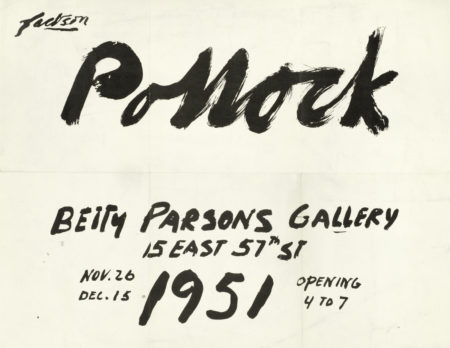 Jackson
Pollock
BETTY PARSONS GALLERY
15 EAST 57TH ST
NOV. 26
DEC. 15
1951
OPENING
4 TO 7